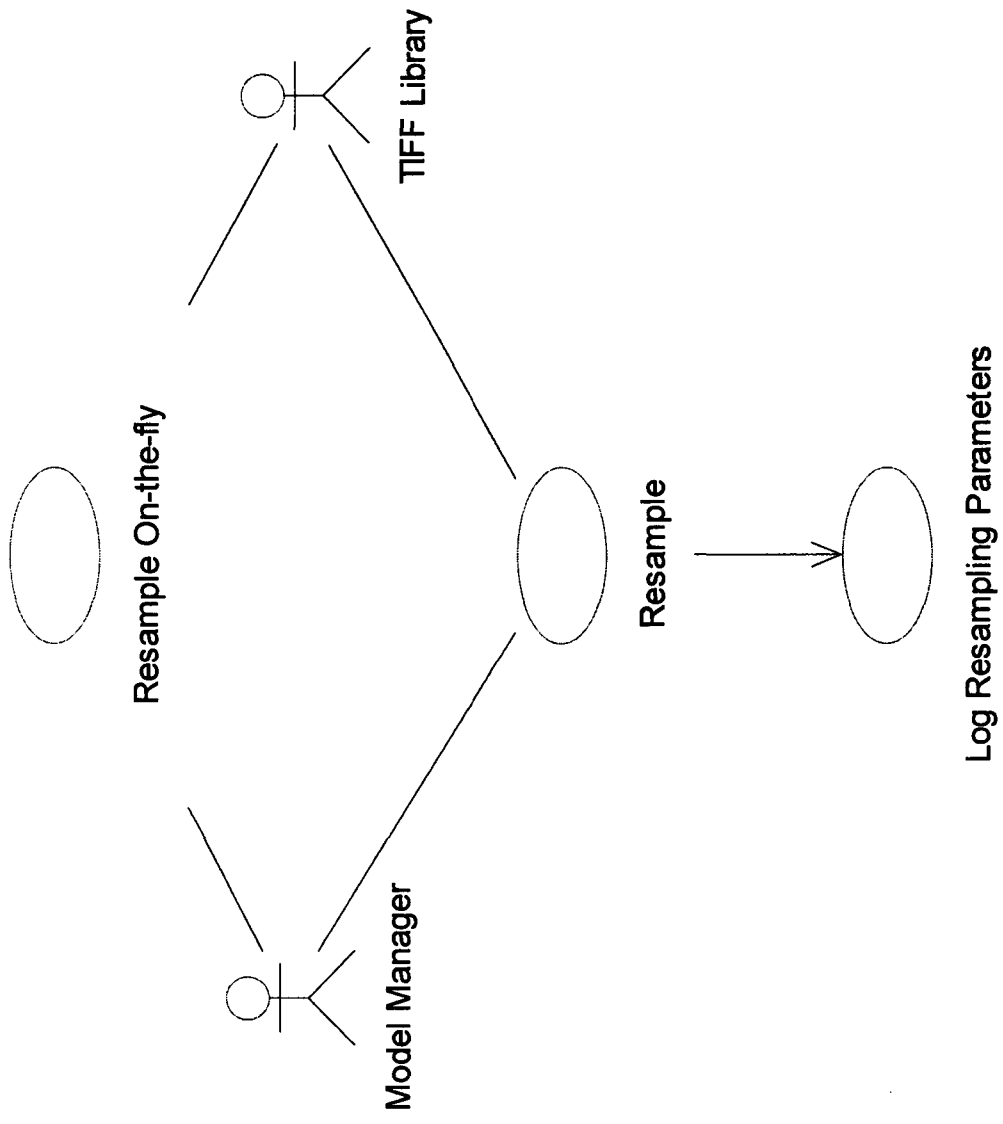 Resample On-the-fly
Model Manager
TIFF Library
Resample
Log Resampling Parameters